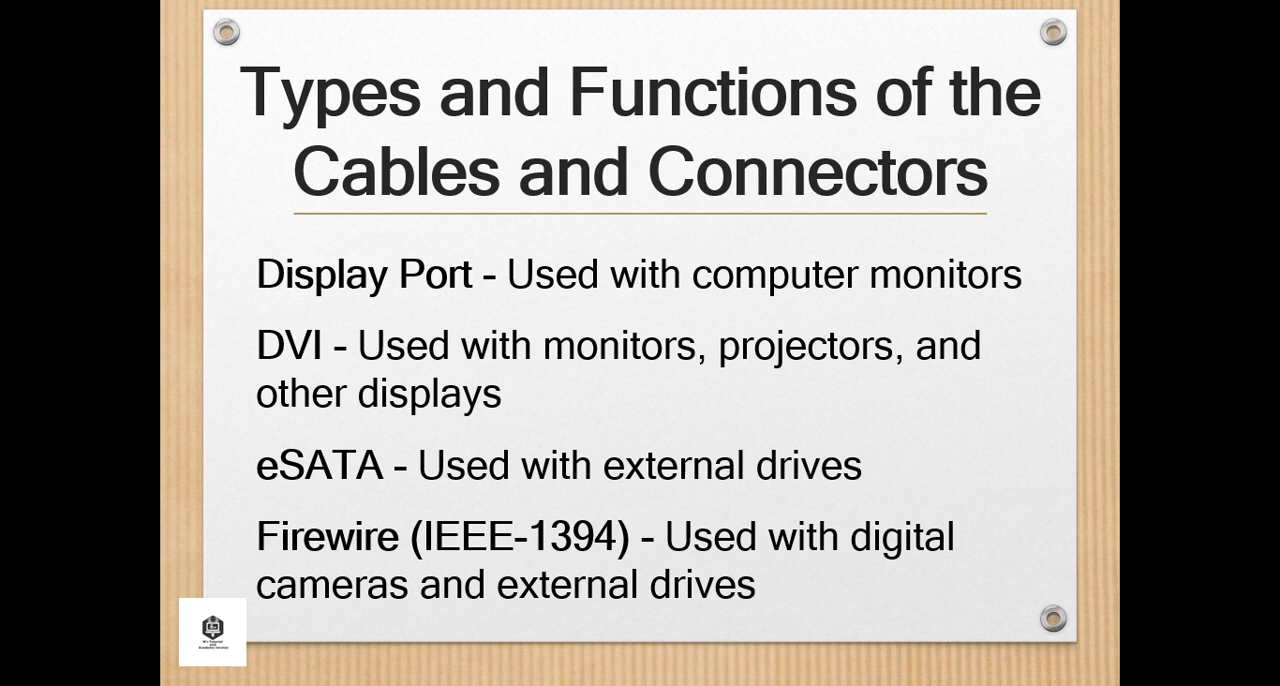 Types and Functions of the
Cables and Connectors
Display Port - Used with computer monitors
DVI - Used with monitors, projectors, and
other displays
eSATA - Used with external drives
Firewire (IEEE-1394) - Used with digital
cameras and external drives